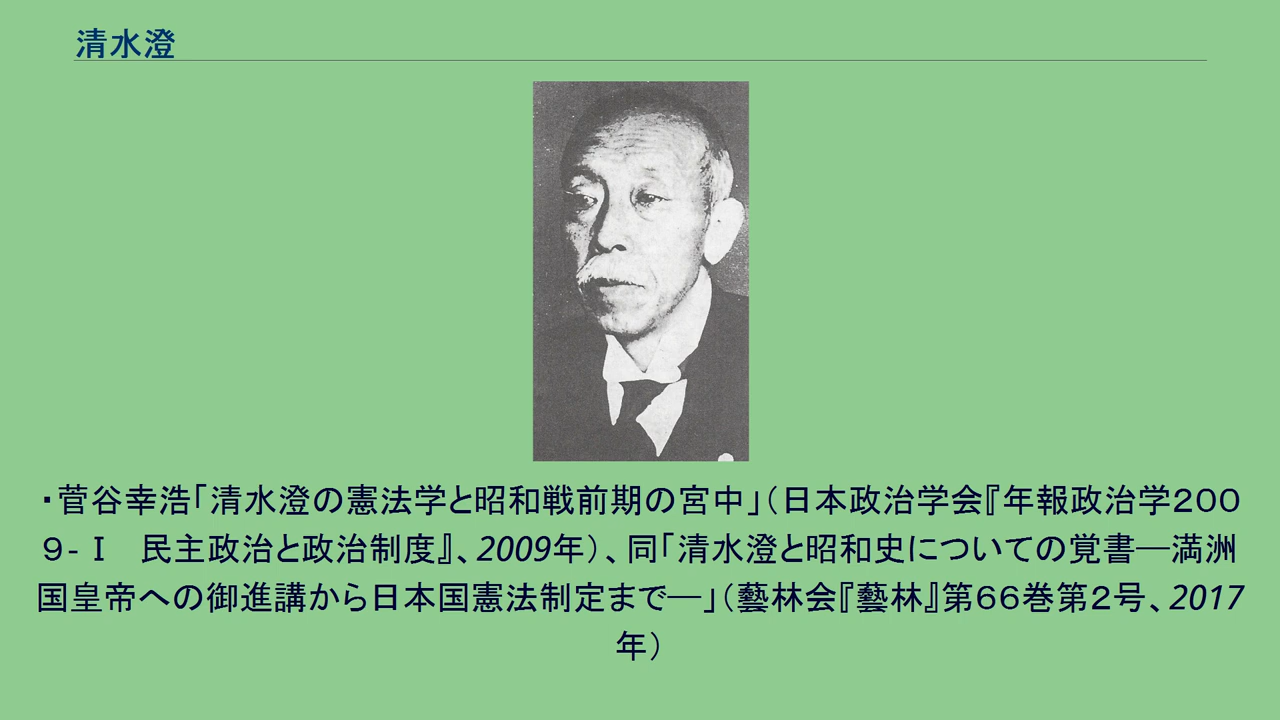 清水澄
・菅谷幸浩「清水澄の憲法学と昭和戦前期の宮中」（日本政治学会『年報政治学２００
９-Ⅰ　民主政治と政治制度』、2009年）、同「清水澄と昭和史についての覚書―満洲
国皇帝への御進講から日本国憲法制定まで―」（藝林会『藝林』第６６巻第２号、2017
年）